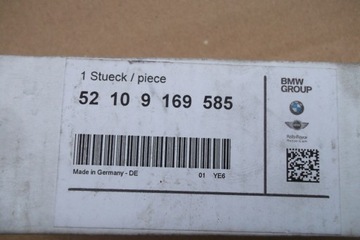 1 Stueck / piece
52 10 9 169 585
Made in Germany - DE
01 YE6
BMW
GROUP